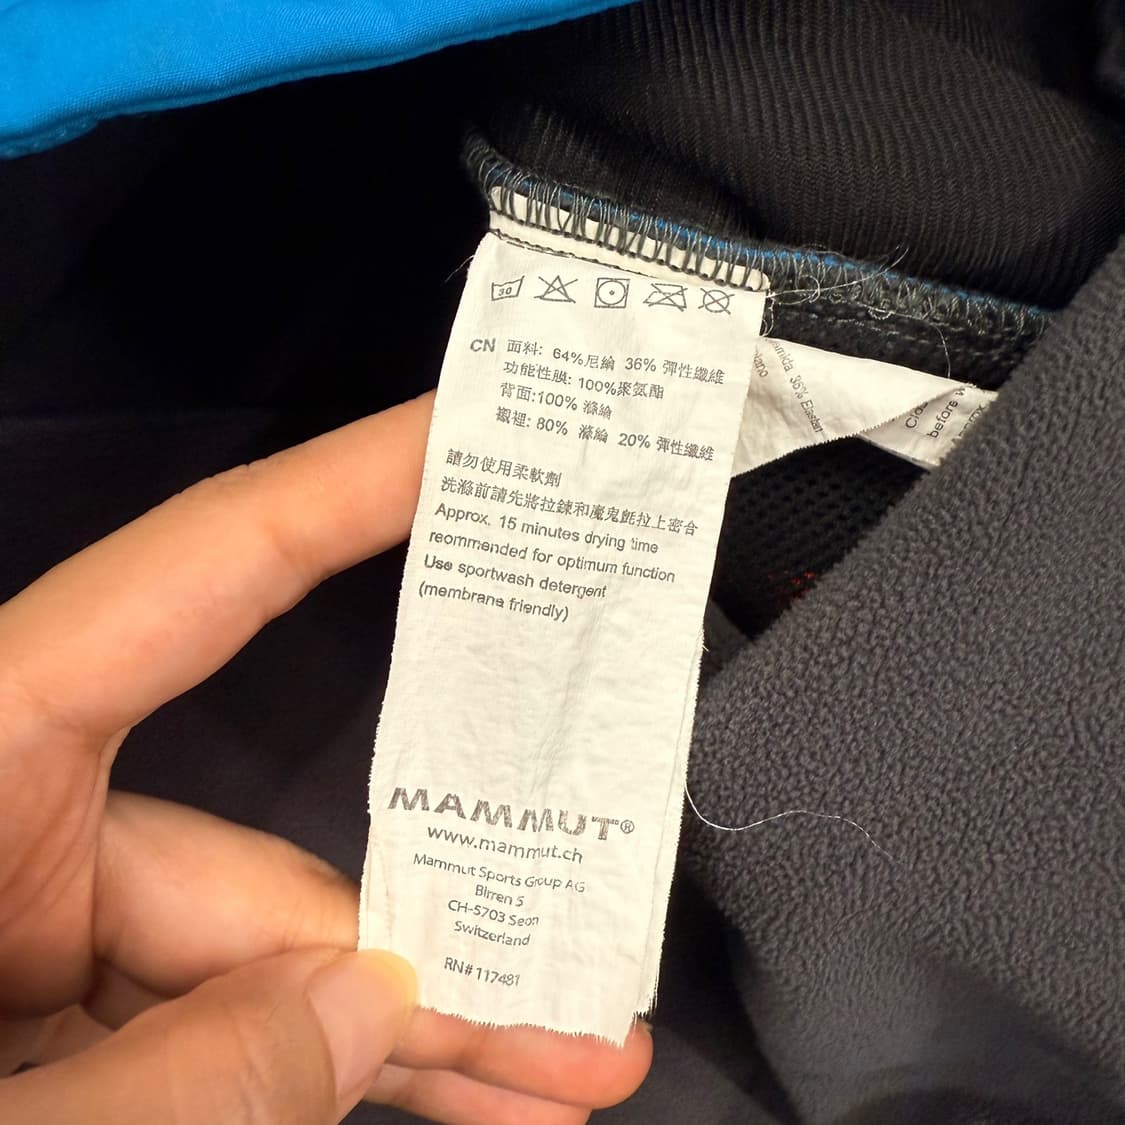 30
CN 面料: 64%尼綸 36% 彈性纖維
功能性膜: 100%聚氨酯
背面:100% 滌綸
襯裡: 80% 滌綸 20% 彈性纖維
請勿使用柔軟劑
洗滌前請先將拉鍊和魔鬼氈拉上密合
Approx. 15 minutes drying time
reommended for optimum function
Use sportwash detergent
(membrane friendly)
MAMMUT®
www.mammut.ch
Mammut Sports Group AG
Birren 5
CH-5703 Seon
Switzerland
RN# 117481
36% Elastan
before